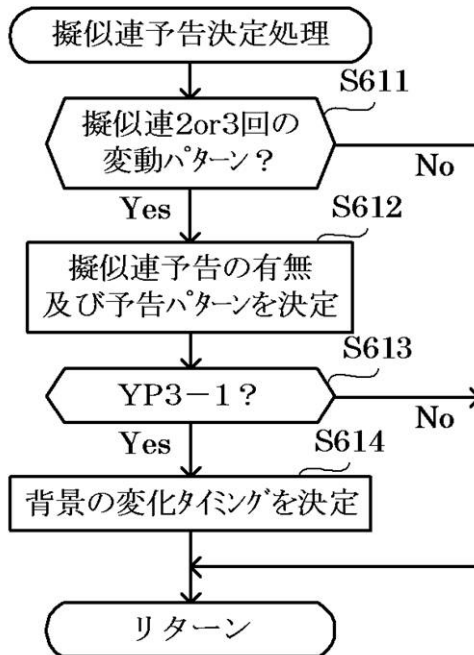 擬似連予告決定処理
S611
擬似連2or3回の
変動パターン?
No
Yes
S612
擬似連予告の有無
及び予告パターンを決定
S613
YP3-1?
No
Yes
S614
背景の変化タイミングを決定
リターン